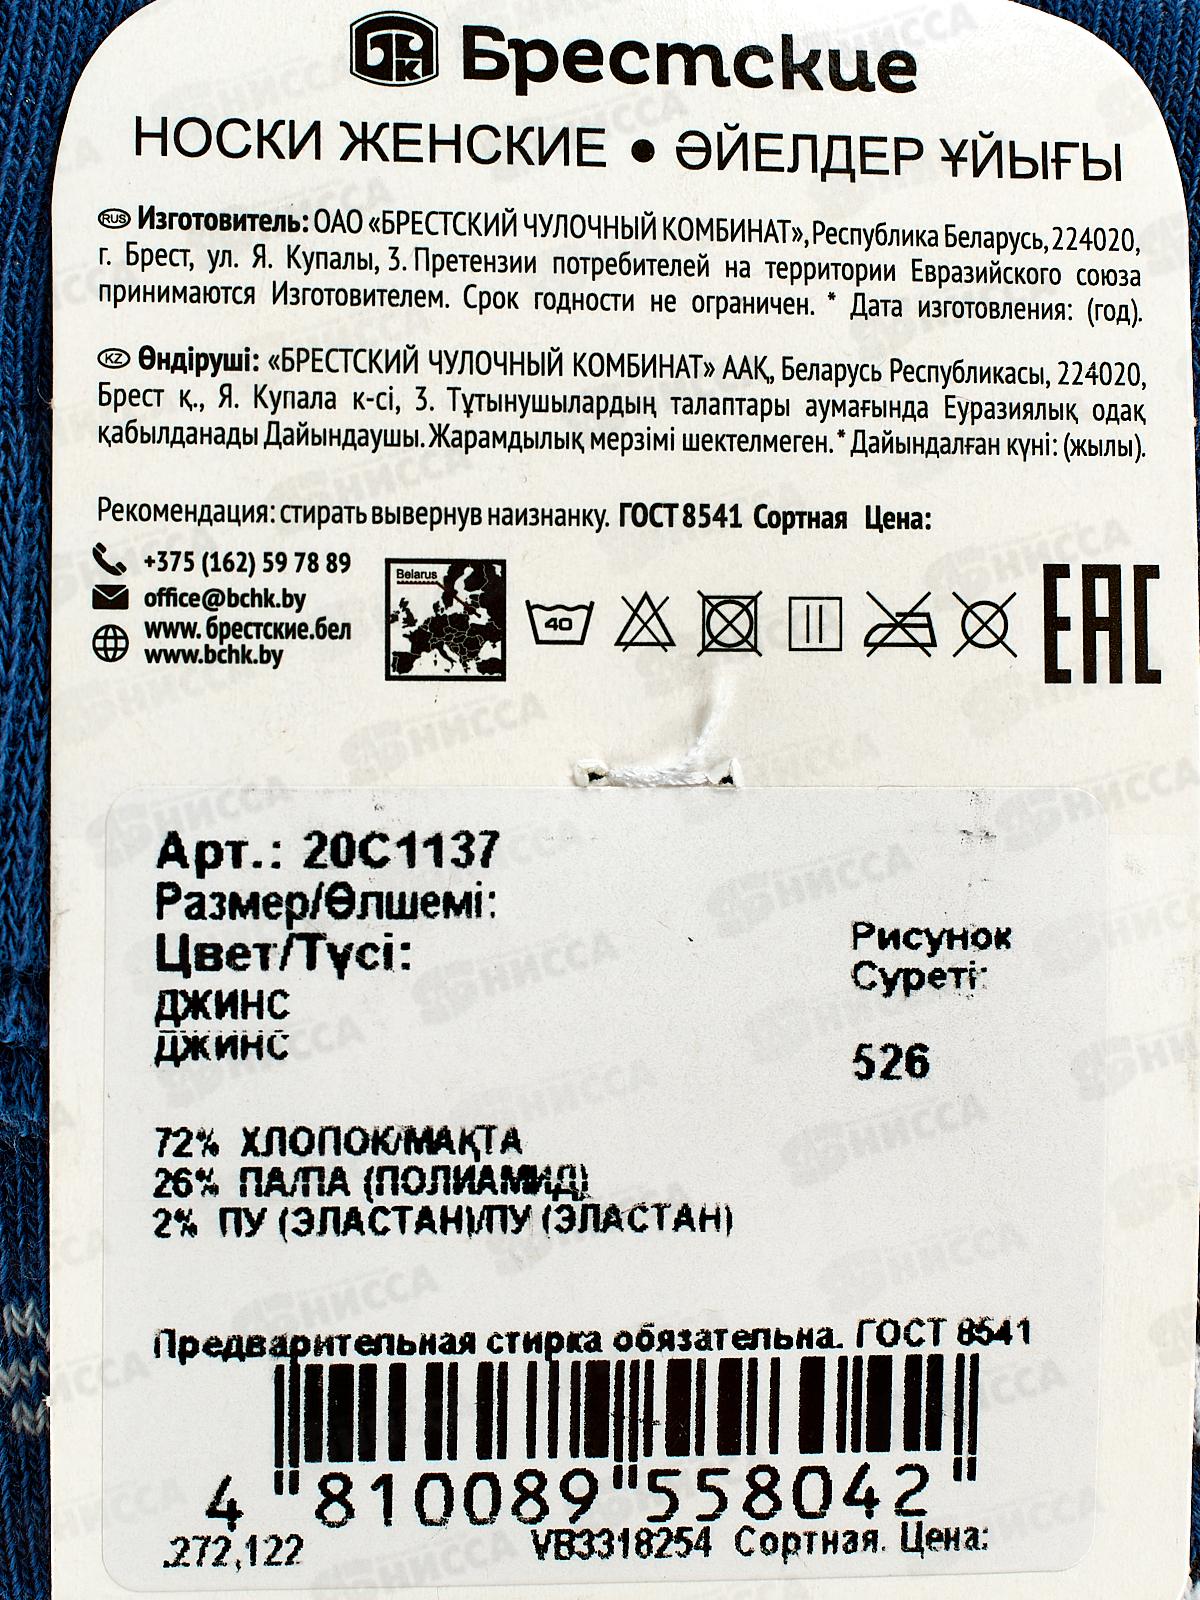 Брестские
НОСКИ ЖЕНСКИЕ • ӘЙЕЛДЕР ҰЙЫҒЫ
RUS Изготовитель: ОАО «БРЕСТСКИЙ ЧУЛОЧНЫЙ КОМБИНАТ», Республика Беларусь, 224020,
г. Брест, ул. Я. Купалы, 3. Претензии потребителей на территории Евразийского союза
принимаются Изготовителем. Срок годности не ограничен. * Дата изготовления: (год).
KZ Өндіруші: «БРЕСТСКИЙ ЧУЛОЧНЫЙ КОМБИНАТ» ААҚ, Беларусь Республикасы, 224020,
Брест қ., Я. Купала к-сі, 3. Тұтынушылардың талаптары аумағында Еуразиялық одақ
қабылданады Дайындаушы. Жарамдылық мерзімі шектелмеген. * Дайындалған күні: (жылы).
Рекомендация: стирать вывернув наизнанку. ГОСТ 8541 Сортная Цена:
+375 (162) 59 78 89
office@bchk.by
www. брестские.бел
www.bchk.by
Belarus
40
EAC
Арт.: 20С1137
Размер/Өлшемі:
Цвет/Түсі:
ДЖИНС
ДЖИНС
Рисунок
Суреті:
526
72% ХЛОПОК/МАҚТА
26% ПА/ПА (ПОЛИАМИД)
2% ПУ (ЭЛАСТАН)/ПУ (ЭЛАСТАН)
Предварительная стирка обязательна. ГОСТ 8541
4 "810089"558042"
.272,122 VB3318254 Сортная. Цена:
НИССА